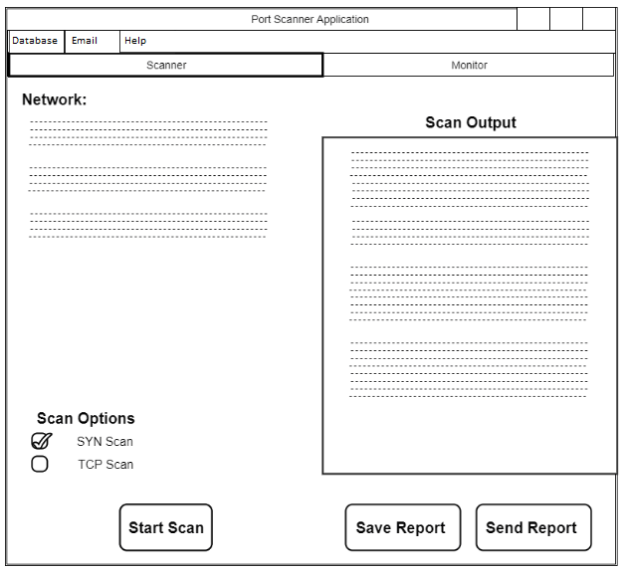 Port Scanner Application
Database Email Help
Scanner Monitor
Network:
Scan Output
Scan Options
SYN Scan
TCP Scan
Start Scan Save Report Send Report